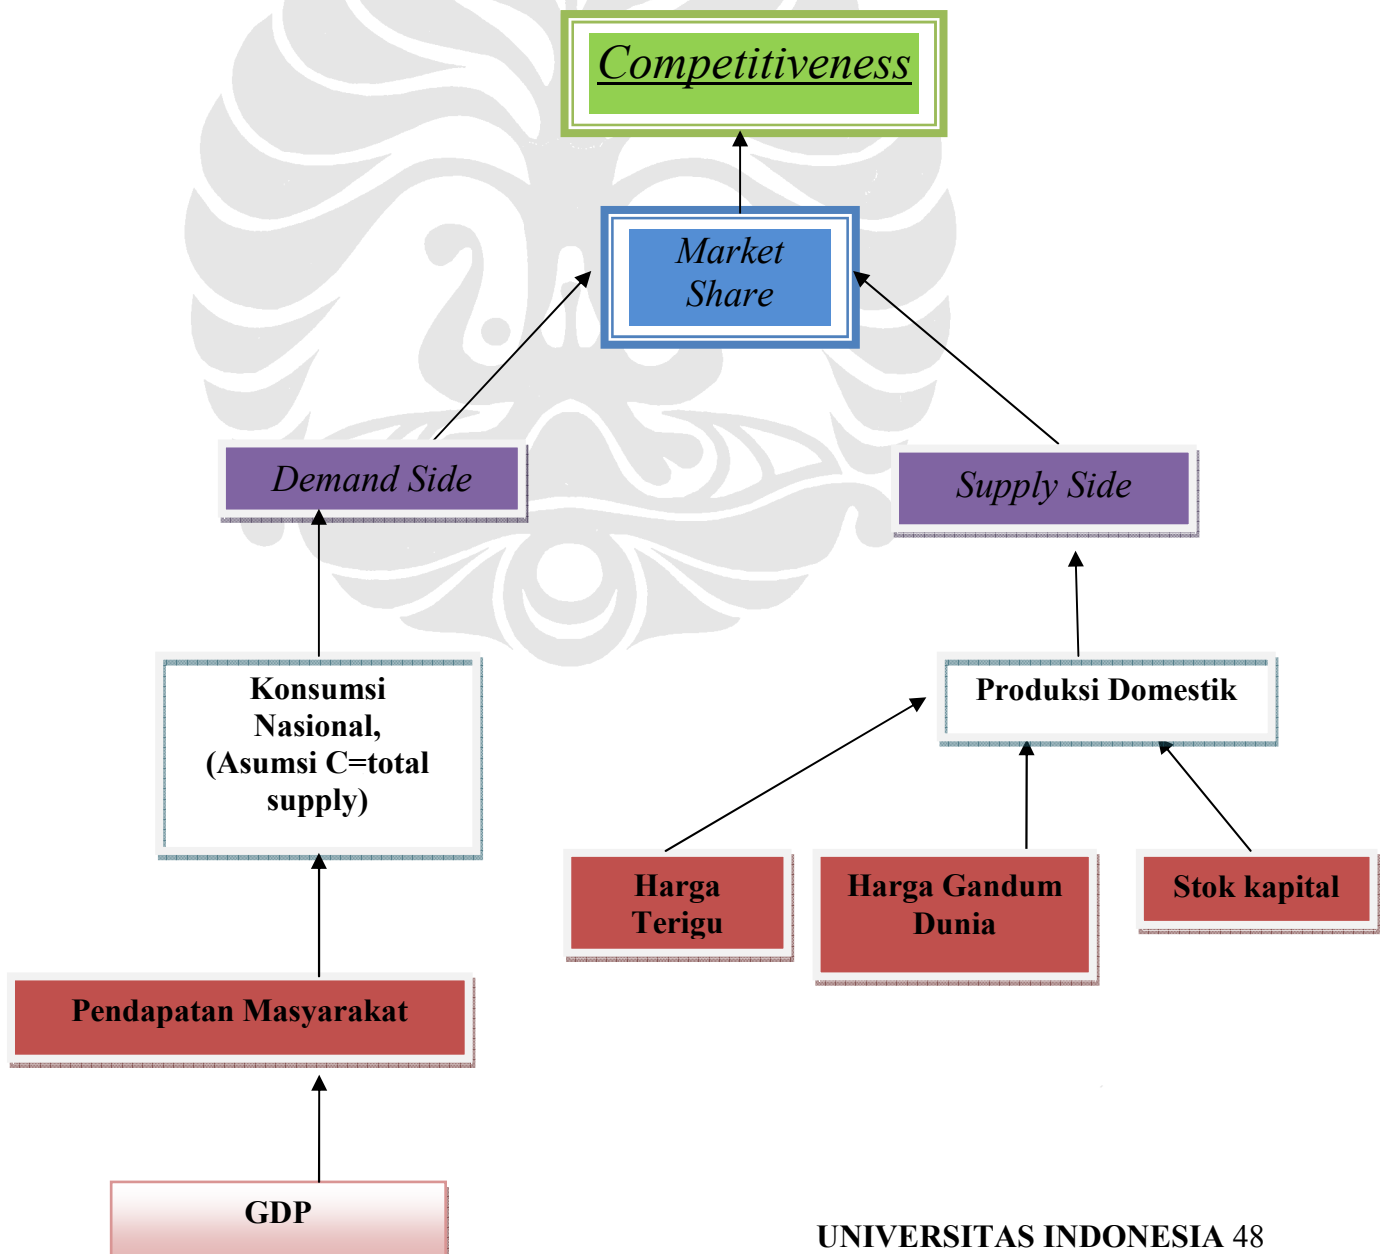 Competitiveness
Market
Share
Demand Side
Supply Side
Konsumsi
Nasional,
(Asumsi C=total
supply)
Produksi Domestik
Harga
Terigu
Harga Gandum
Dunia
Stok kapital
Pendapatan Masyarakat
GDP
UNIVERSITAS INDONESIA 48